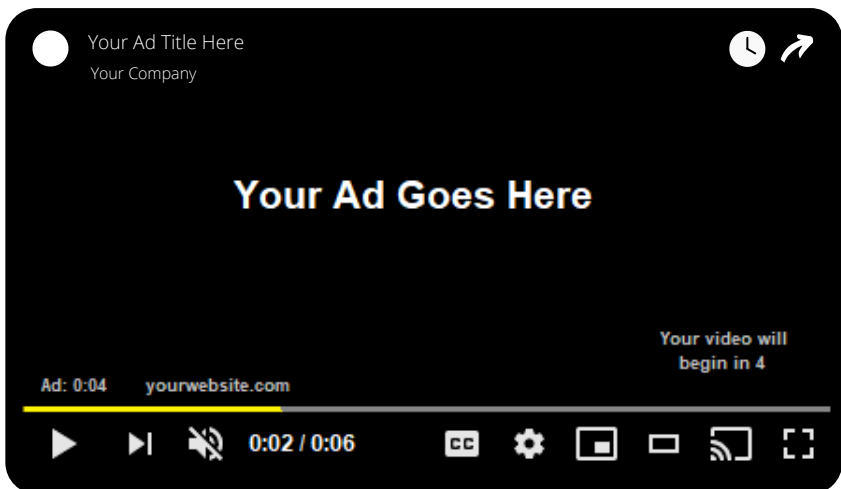 Your Ad Title Here
Your Company
Your Ad Goes Here
Your video will
begin in 4
Ad: 0:04 yourwebsite.com
0:02 / 0:06 CC